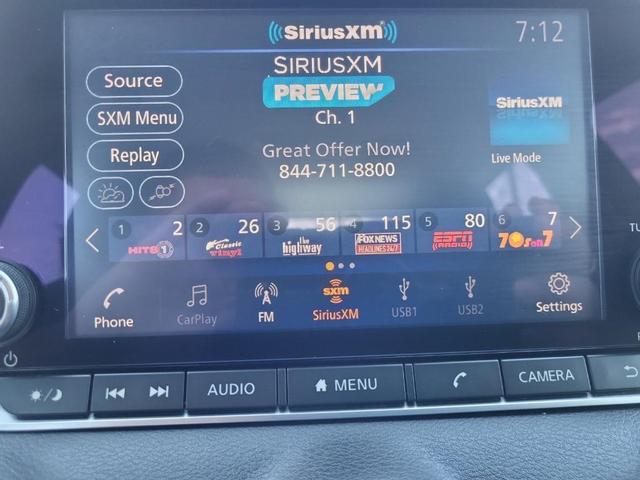 SiriusXM
7:12
SIRIUSXM
PREVIEW
Ch. 1
Great Offer Now!
844-711-8800
Source
SXM Menu
Replay
SiriusXM
Live Mode
1 2
HITS 1
2 26
Classic vinyl
3 56
the highway
4 115
FOX NEWS
HEADLINES 24/7
5 80
ESPN
RADIO
6 7
70s on 7
Phone
CarPlay
FM
sxm
SiriusXM
USB1
USB2
Settings
TU
AUDIO
MENU
CAMERA